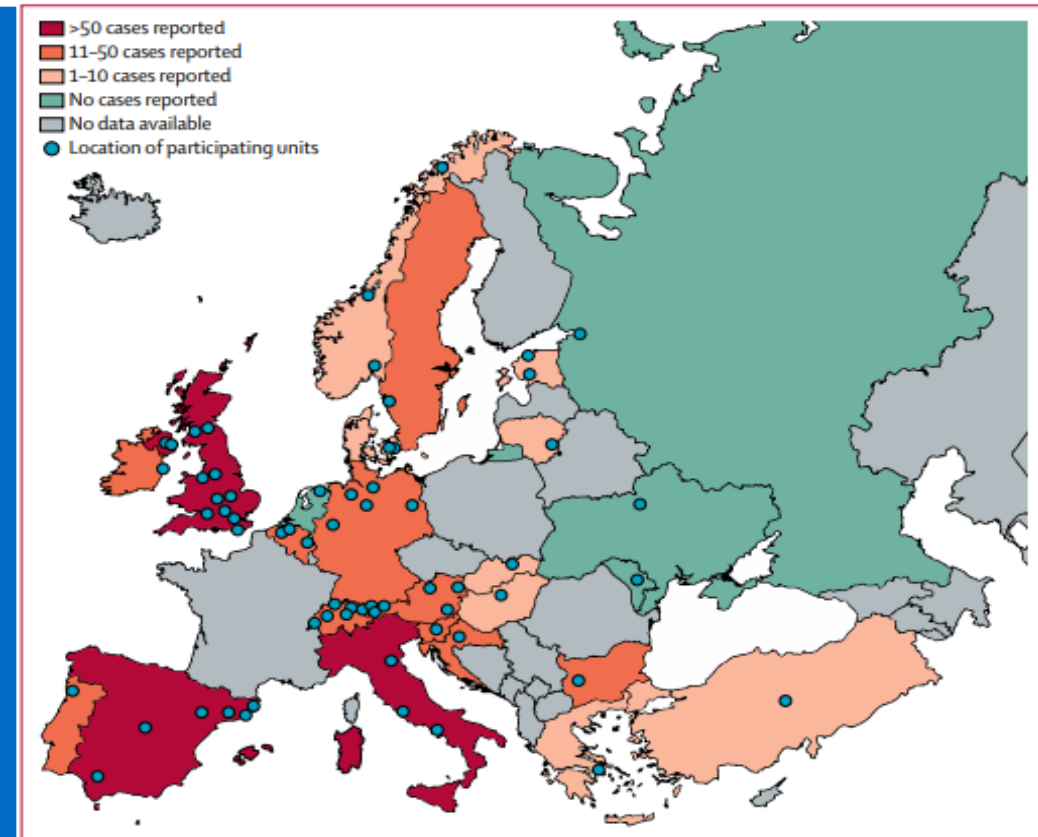 >50 cases reported
11–50 cases reported
1–10 cases reported
No cases reported
No data available
Location of participating units